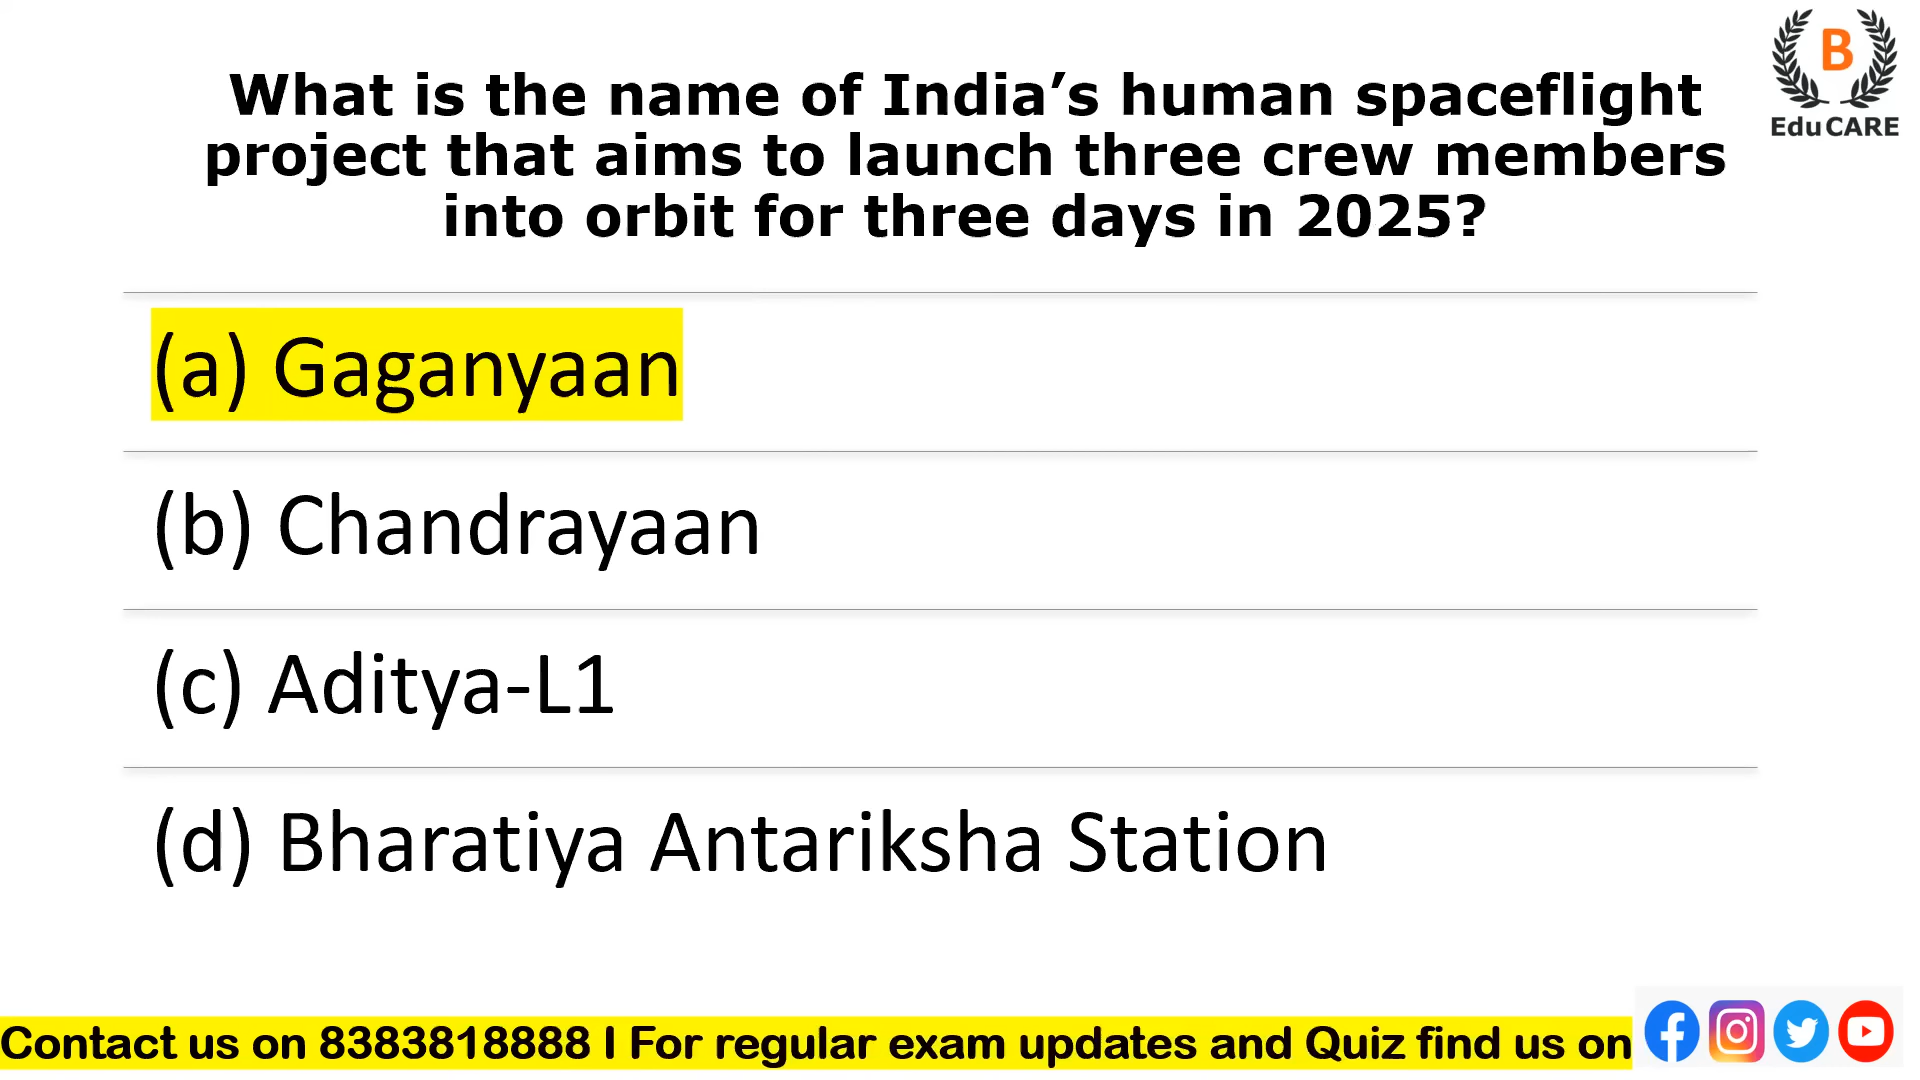 B
EduCARE
What is the name of India’s human spaceflight
project that aims to launch three crew members
into orbit for three days in 2025?
(a) Gaganyaan
(b) Chandrayaan
(c) Aditya-L1
(d) Bharatiya Antariksha Station
Contact us on 8383818888 I For regular exam updates and Quiz find us on